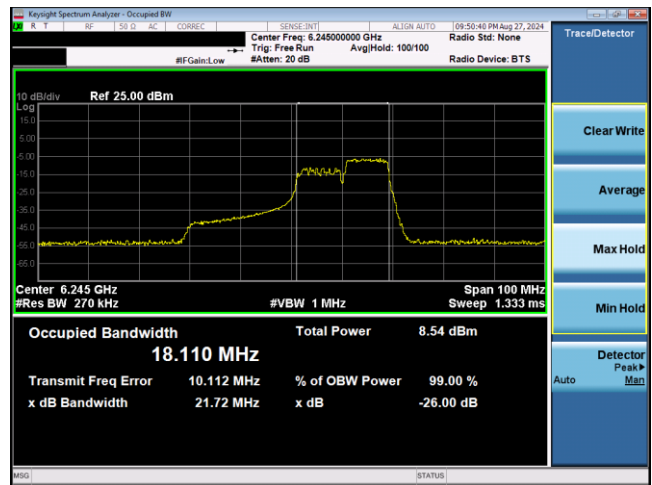 Keysight Spectrum Analyzer - Occupied BW
R T RF 50 Ω AC CORREC SENSE:INT ALIGN AUTO 09:50:40 PM Aug 27, 2024
Center Freq: 6.245000000 GHz Radio Std: None
Trig: Free Run Avg|Hold: 100/100
#IFGain:Low #Atten: 20 dB Radio Device: BTS
Trace/Detector
10 dB/div Ref 25.00 dBm
Log
15.0
5.00
-5.00
-15.0
-25.0
-35.0
-45.0
-55.0
-65.0
Center 6.245 GHz Span 100 MHz
#Res BW 270 kHz #VBW 1 MHz Sweep 1.333 ms
Occupied Bandwidth Total Power 8.54 dBm
18.110 MHz
Transmit Freq Error 10.112 MHz % of OBW Power 99.00 %
x dB Bandwidth 21.72 MHz x dB -26.00 dB
Clear Write
Average
Max Hold
Min Hold
Detector
Peak▶
Auto Man
MSG STATUS